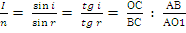 I/n = sin i/sin r = tg i/tg r = OC/BC : AB/AO1